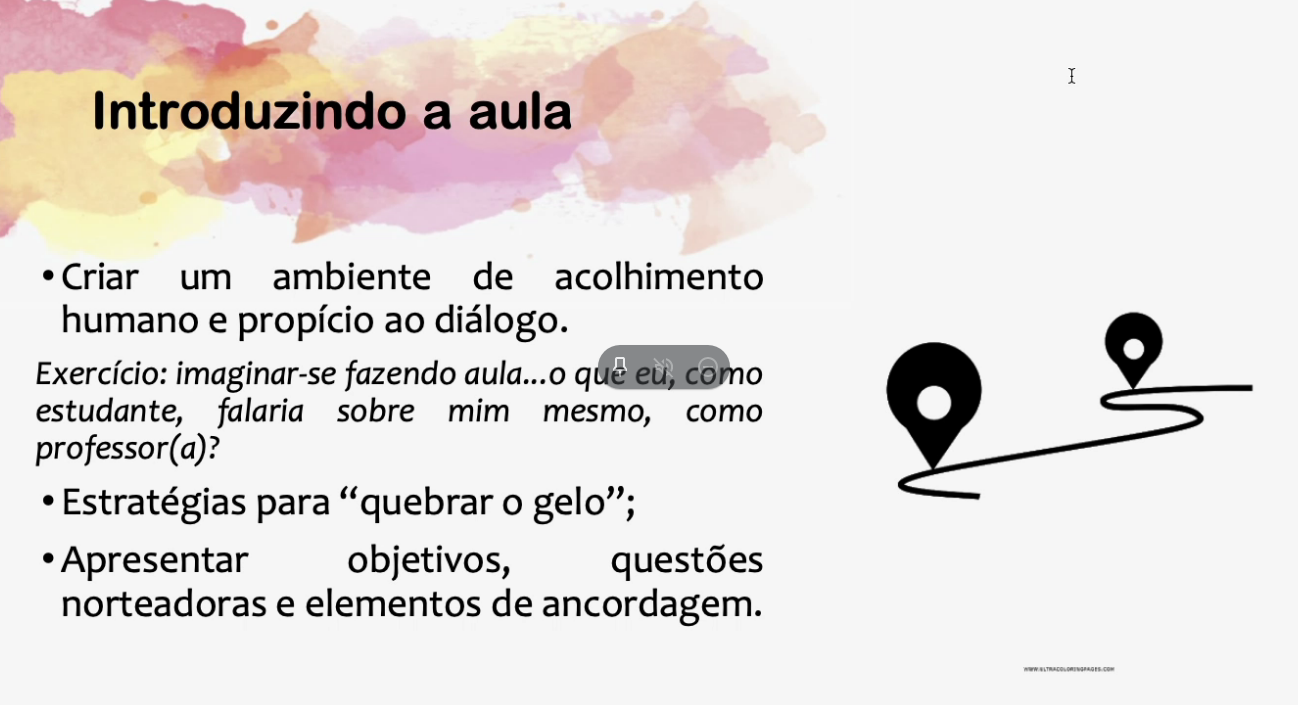 Introduzindo a aula
• Criar um ambiente de acolhimento
humano e propício ao diálogo.
Exercício: imaginar-se fazendo aula...o que eu, como
estudante, falaria sobre mim mesmo, como
professor(a)?
• Estratégias para “quebrar o gelo”;
• Apresentar objetivos, questões
norteadoras e elementos de ancordagem.
WWW.ULTRACOLORINGPAGES.COM